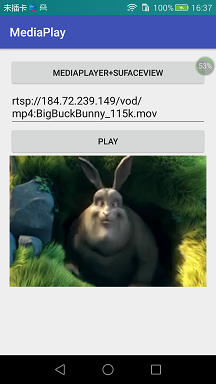 未插卡 100% 16:37
MediaPlay
53%
MEDIAPLAYER+SUFACEVIEW
rtsp://184.72.239.149/vod/
mp4:BigBuckBunny_115k.mov
PLAY